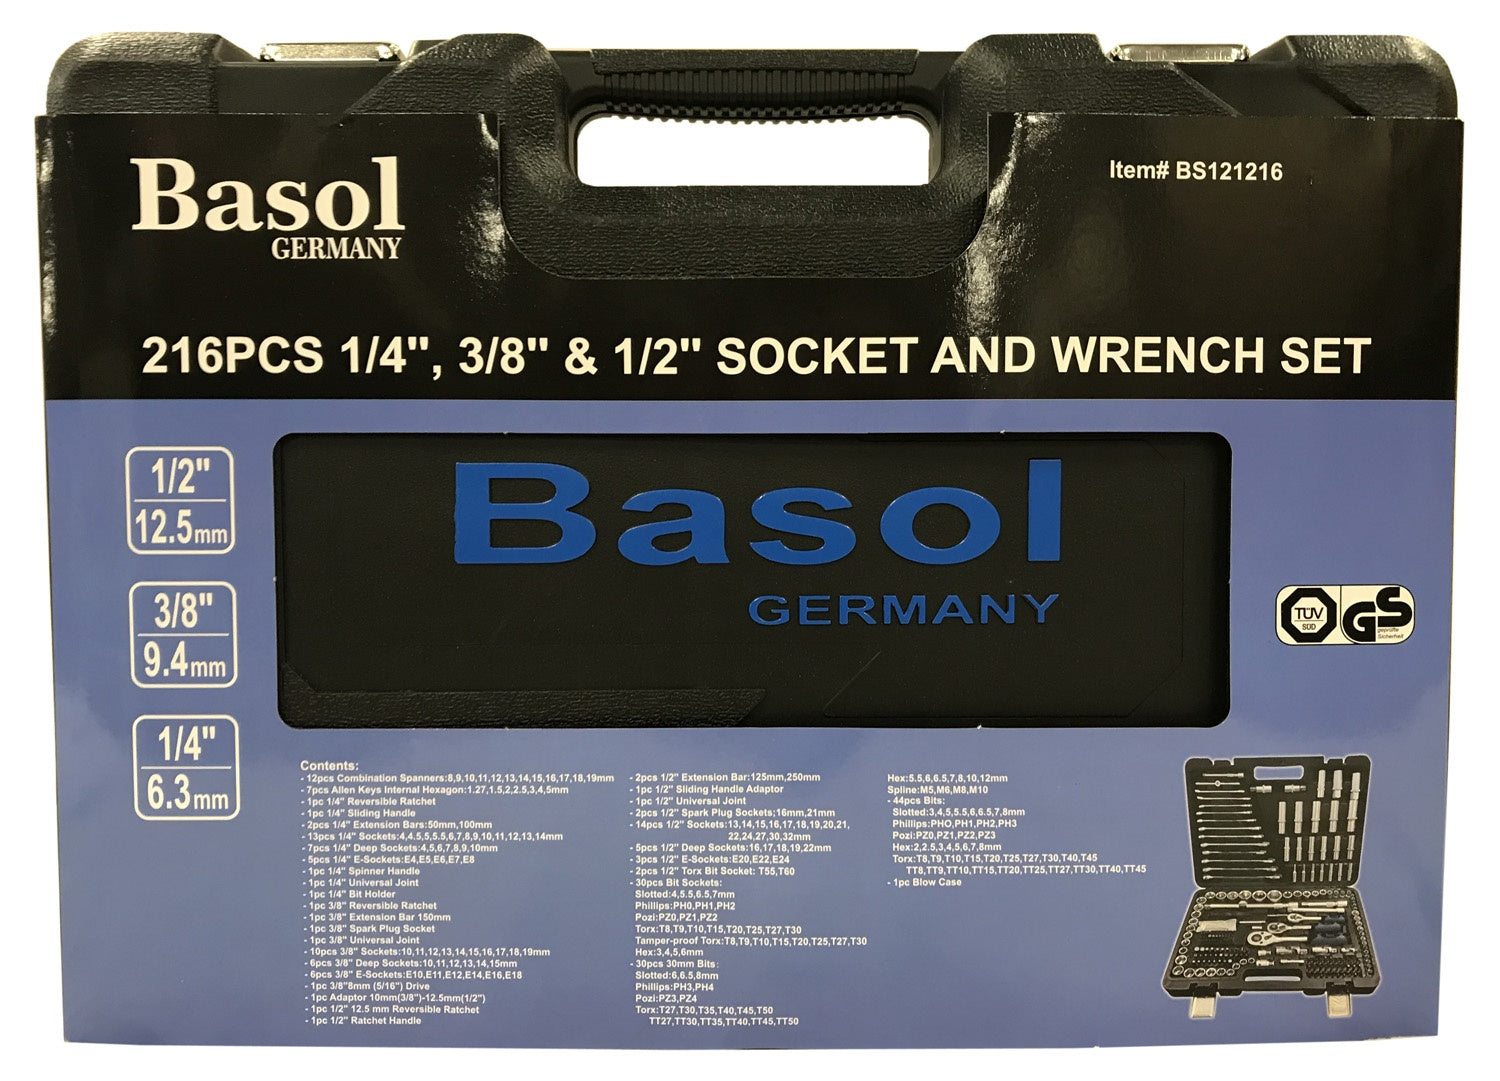 Basol
GERMANY
Item# BS121216
216PCS 1/4", 3/8" & 1/2" SOCKET AND WRENCH SET
1/2"
12.5mm
3/8"
9.4mm
1/4"
6.3mm
Basol
GERMANY
TÜV
SÜD
GS
geprüfte
Sicherheit
Contents:
- 12pcs Combination Spanners:8,9,10,11,12,13,14,15,16,17,18,19mm
- 7pcs Allen Keys Internal Hexagon:1.27,1.5,2,2.5,3,4,5mm
- 1pc 1/4" Reversible Ratchet
- 1pc 1/4" Sliding Handle
- 2pcs 1/4" Extension Bars:50mm,100mm
- 13pcs 1/4" Sockets:4,4.5,5,5.5,6,7,8,9,10,11,12,13,14mm
- 7pcs 1/4" Deep Sockets:4,5,6,7,8,9,10mm
- 5pcs 1/4" E-Sockets:E4,E5,E6,E7,E8
- 1pc 1/4" Spinner Handle
- 1pc 1/4" Universal Joint
- 1pc 1/4" Bit Holder
- 1pc 3/8" Reversible Ratchet
- 1pc 3/8" Extension Bar 150mm
- 1pc 3/8" Spark Plug Socket
- 1pc 3/8" Universal Joint
- 10pcs 3/8" Sockets:10,11,12,13,14,15,16,17,18,19mm
- 6pcs 3/8" Deep Sockets:10,11,12,13,14,15mm
- 6pcs 3/8" E-Sockets:E10,E11,E12,E14,E16,E18
- 1pc 3/8"8mm (5/16") Drive
- 1pc Adaptor 10mm(3/8")-12.5mm(1/2")
- 1pc 1/2" 12.5 mm Reversible Ratchet
- 1pc 1/2" Ratchet Handle
- 2pcs 1/2" Extension Bar:125mm,250mm
- 1pc 1/2" Sliding Handle Adaptor
- 1pc 1/2" Universal Joint
- 2pcs 1/2" Spark Plug Sockets;16mm,21mm
- 14pcs 1/2" Sockets:13,14,15,16,17,18,19,20,21,
22,24,27,30,32mm
- 5pcs 1/2" Deep Sockets:16,17,18,19,22mm
- 3pcs 1/2" E-Sockets:E20,E22,E24
- 2pcs 1/2" Torx Bit Socket: T55,T60
- 30pcs Bit Sockets:
Slotted:4,5.5,6.5,7mm
Phillips:PH0,PH1,PH2
Pozi:PZ0,PZ1,PZ2
Torx:T8,T9,T10,T15,T20,T25,T27,T30
Tamper-proof Torx:T8,T9,T10,T15,T20,T25,T27,T30
Hex:3,4,5,6mm
- 30pcs 30mm Bits:
Slotted:6,6.5,8mm
Phillips:PH3,PH4
Pozi:PZ3,PZ4
Torx:T27,T30,T35,T40,T45,T50
TT27,TT30,TT35,TT40,TT45,TT50
Hex:5.5,6,6.5,7,8,10,12mm
Spline:M5,M6,M8,M10
- 44pcs Bits:
Slotted:3,4,5,5.5,6,6.5,7,8mm
Phillips:PHO,PH1,PH2,PH3
Pozi:PZ0,PZ1,PZ2,PZ3
Hex:2,2.5,3,4,5,6,7,8mm
Torx:T8,T9,T10,T15,T20,T25,T27,T30,T40,T45
TT8,TT9,TT10,TT15,TT20,TT25,TT27,TT30,TT40,TT45
- 1pc Blow Case